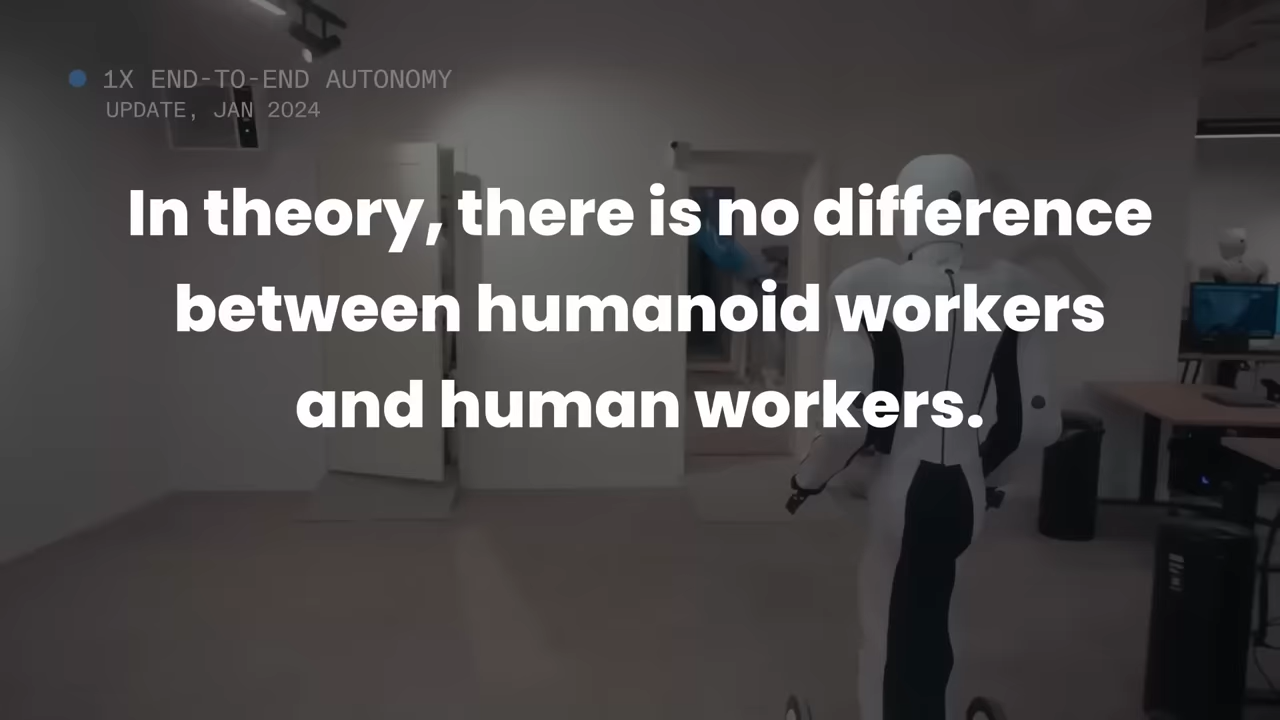 1X END-TO-END AUTONOMY
UPDATE, JAN 2024
In theory, there is no difference
between humanoid workers
and human workers.